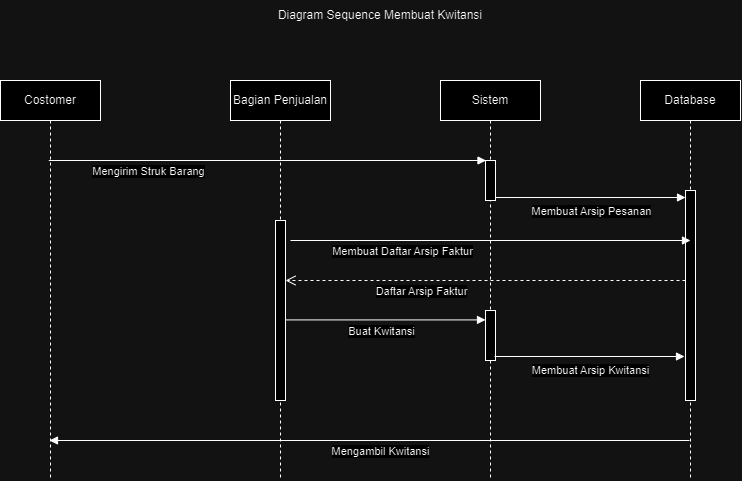 Diagram Sequence Membuat Kwitansi
Costomer
Bagian Penjualan
Sistem
Database
Mengirim Struk Barang
Membuat Arsip Pesanan
Membuat Daftar Arsip Faktur
Daftar Arsip Faktur
Buat Kwitansi
Membuat Arsip Kwitansi
Mengambil Kwitansi